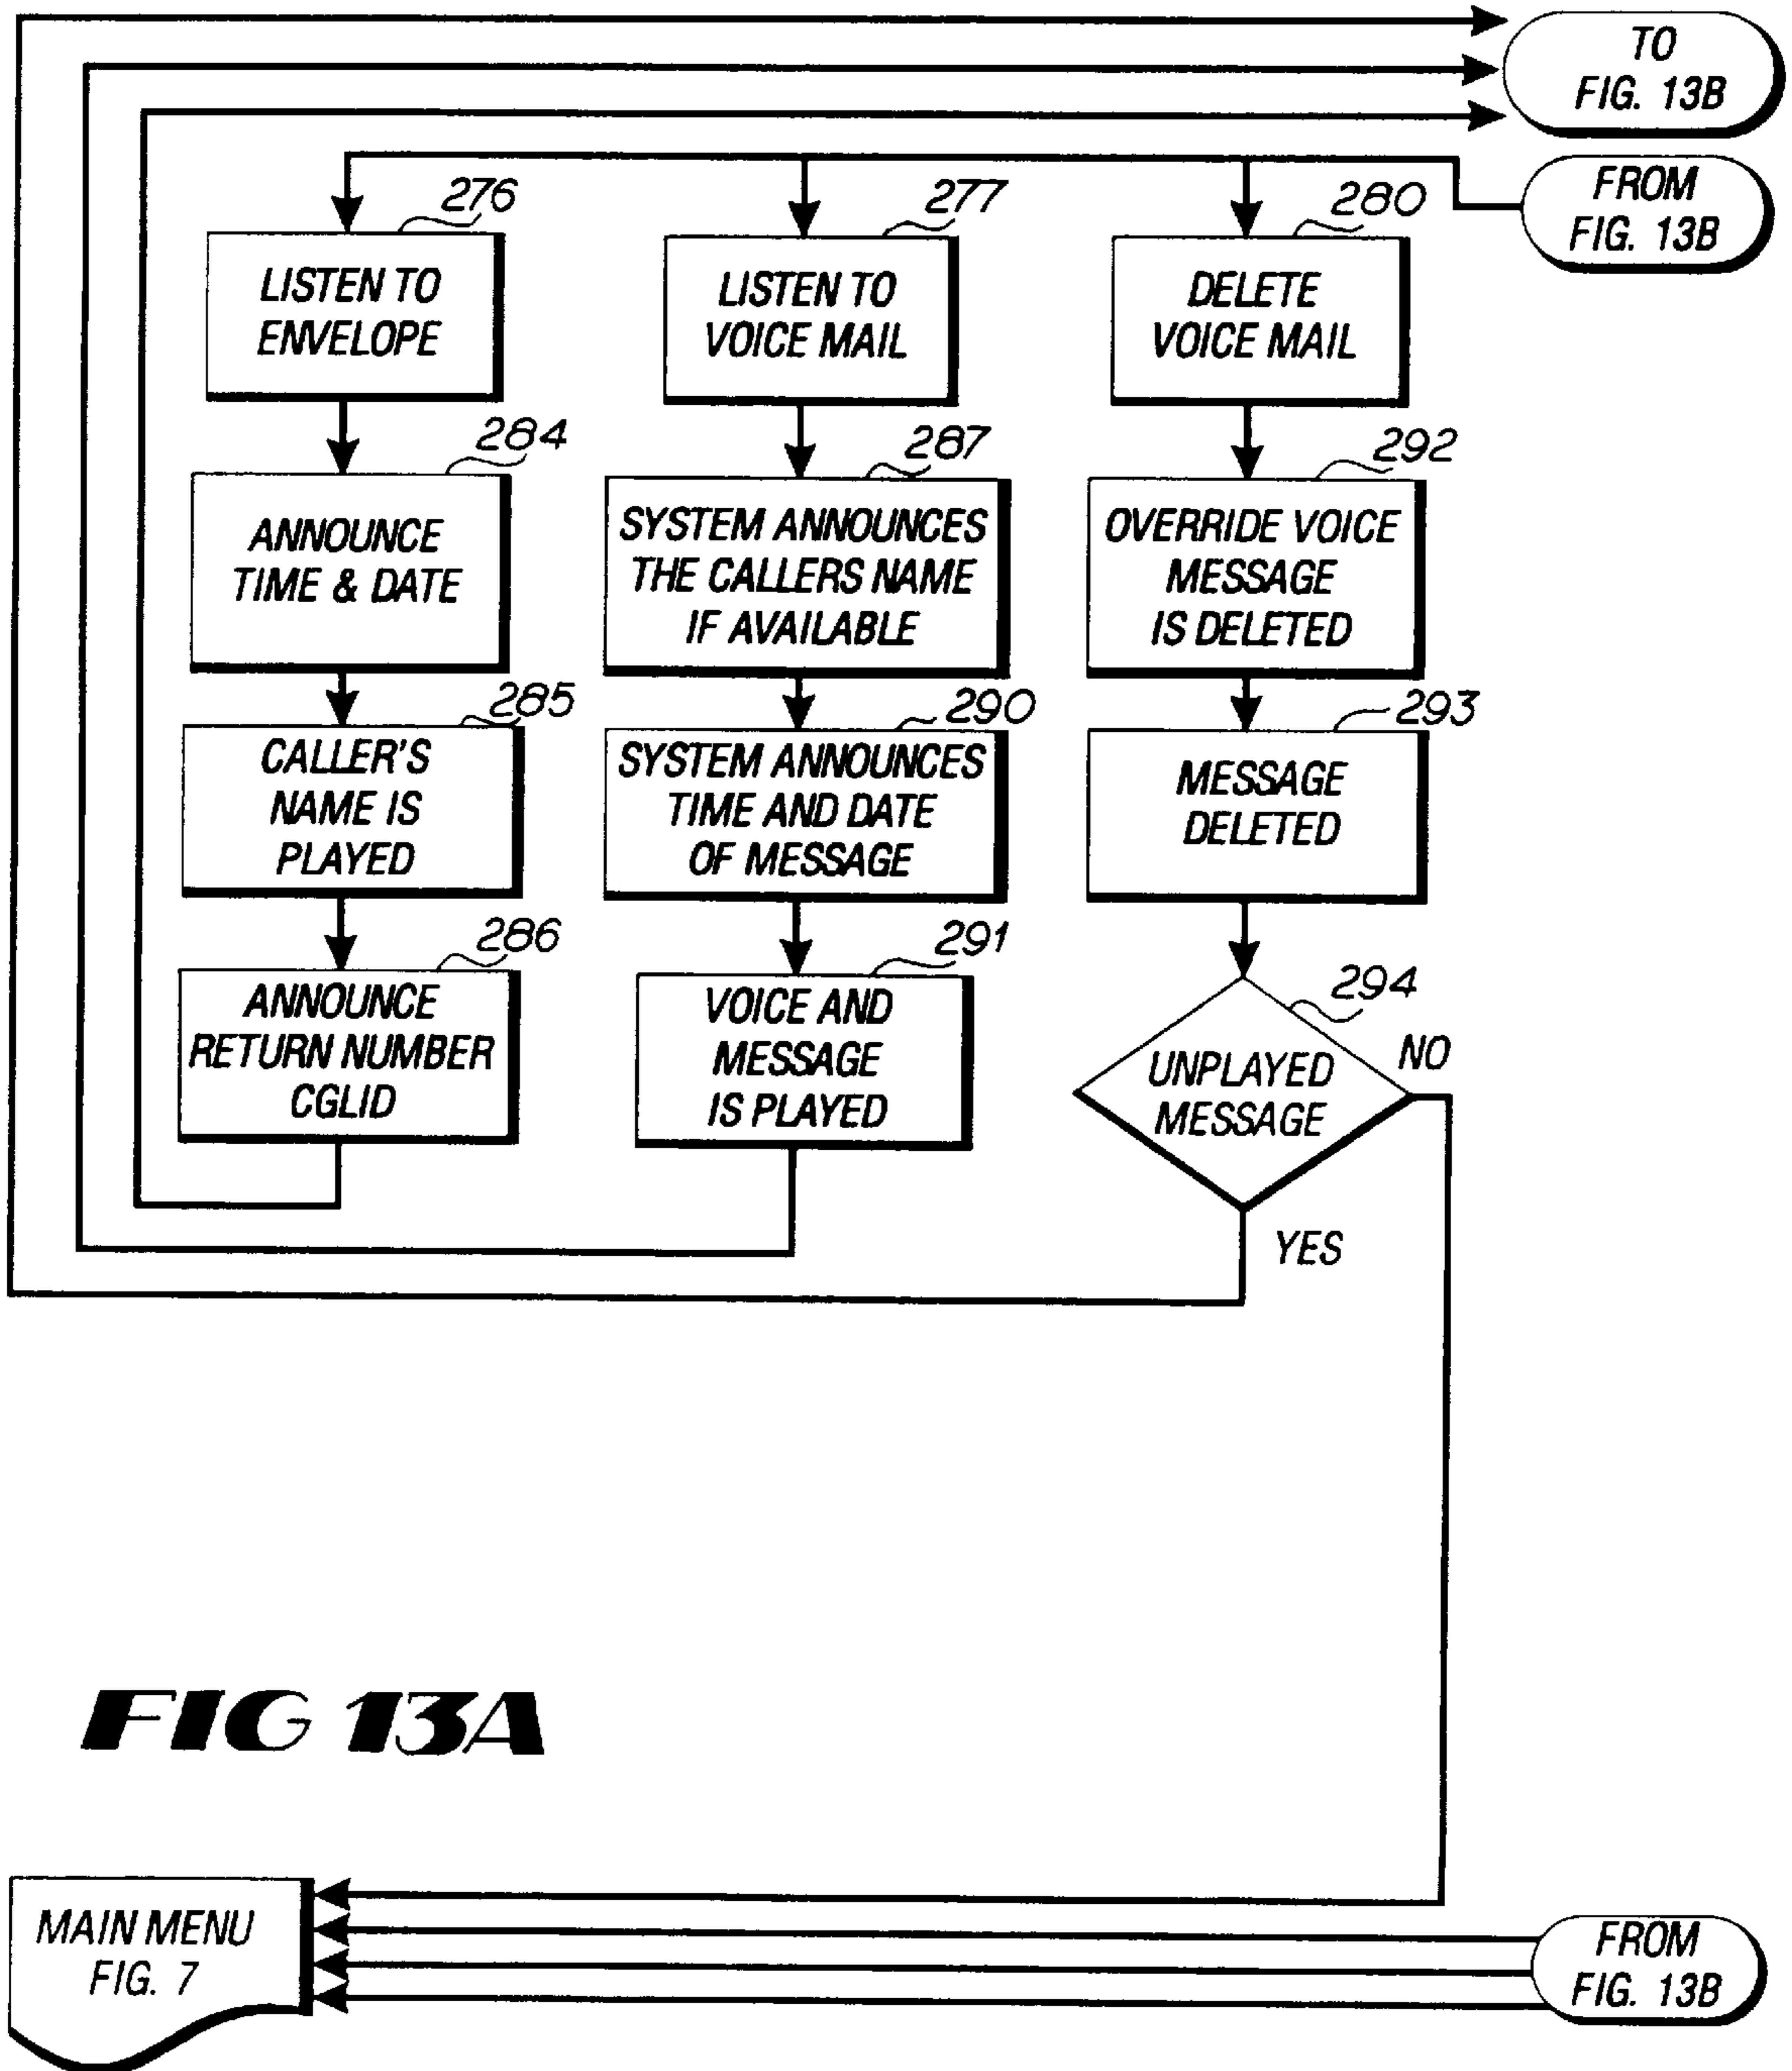 TO
FIG. 13B
FROM
FIG. 13B
276
277
280
LISTEN TO
ENVELOPE
LISTEN TO
VOICE MAIL
DELETE
VOICE MAIL
284
287
292
ANNOUNCE
TIME & DATE
SYSTEM ANNOUNCES
THE CALLERS NAME
IF AVAILABLE
OVERRIDE VOICE
MESSAGE
IS DELETED
285
290
293
CALLER'S
NAME IS
PLAYED
SYSTEM ANNOUNCES
TIME AND DATE
OF MESSAGE
MESSAGE
DELETED
286
291
294
ANNOUNCE
RETURN NUMBER
CGLID
VOICE AND
MESSAGE
IS PLAYED
UNPLAYED
MESSAGE
NO
YES
FIG 13A
MAIN MENU
FIG. 7
FROM
FIG. 13B